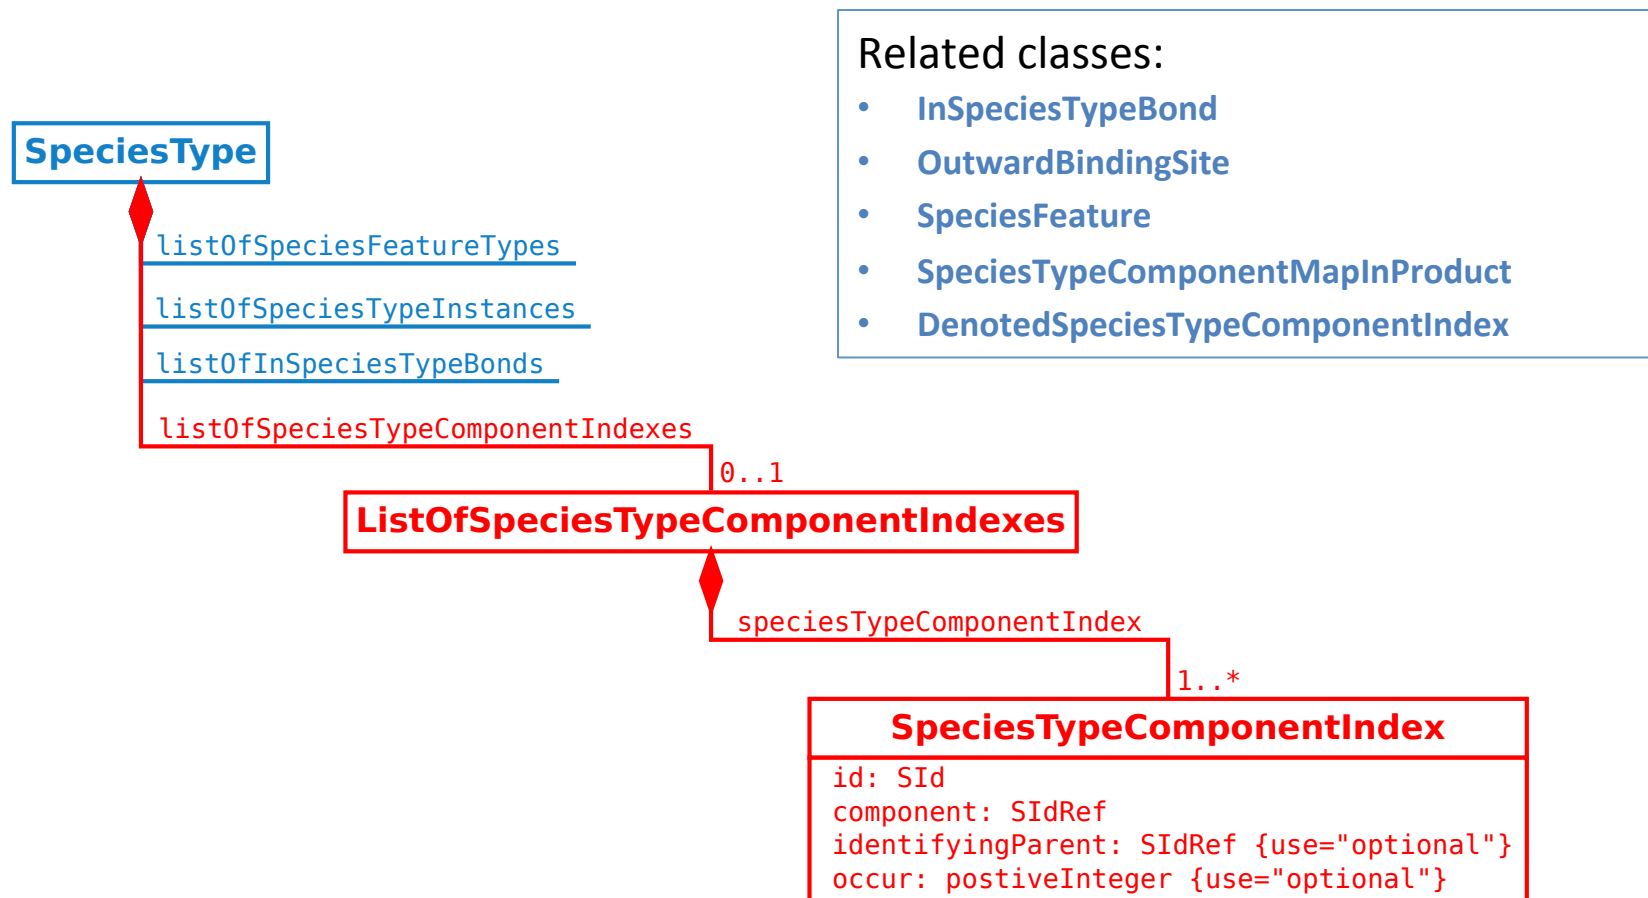 Related classes:
• InSpeciesTypeBond
• OutwardBindingSite
• SpeciesFeature
• SpeciesTypeComponentMapInProduct
• DenotedSpeciesTypeComponentIndex
SpeciesType
listOfSpeciesFeatureTypes
listOfSpeciesTypeInstances
listOfInSpeciesTypeBonds
listOfSpeciesTypeComponentIndexes
0..1
ListOfSpeciesTypeComponentIndexes
speciesTypeComponentIndex
1..*
SpeciesTypeComponentIndex
id: SId
component: SIdRef
identifyingParent: SIdRef {use="optional"}
occur: postiveInteger {use="optional"}